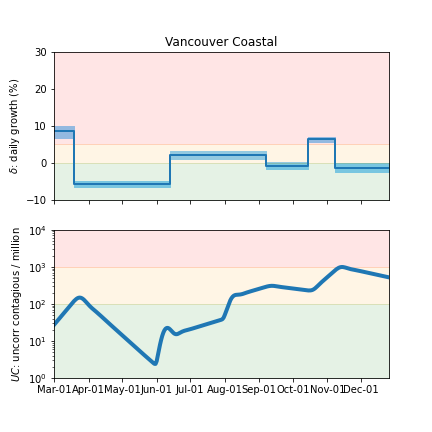 Vancouver Coastal
30
20
10
0
−10
δ: daily growth (%)
10⁴
10³
10²
10¹
10⁰
UC: uncorr contagious / million
Mar-01 Apr-01 May-01 Jun-01 Jul-01 Aug-01 Sep-01 Oct-01 Nov-01 Dec-01